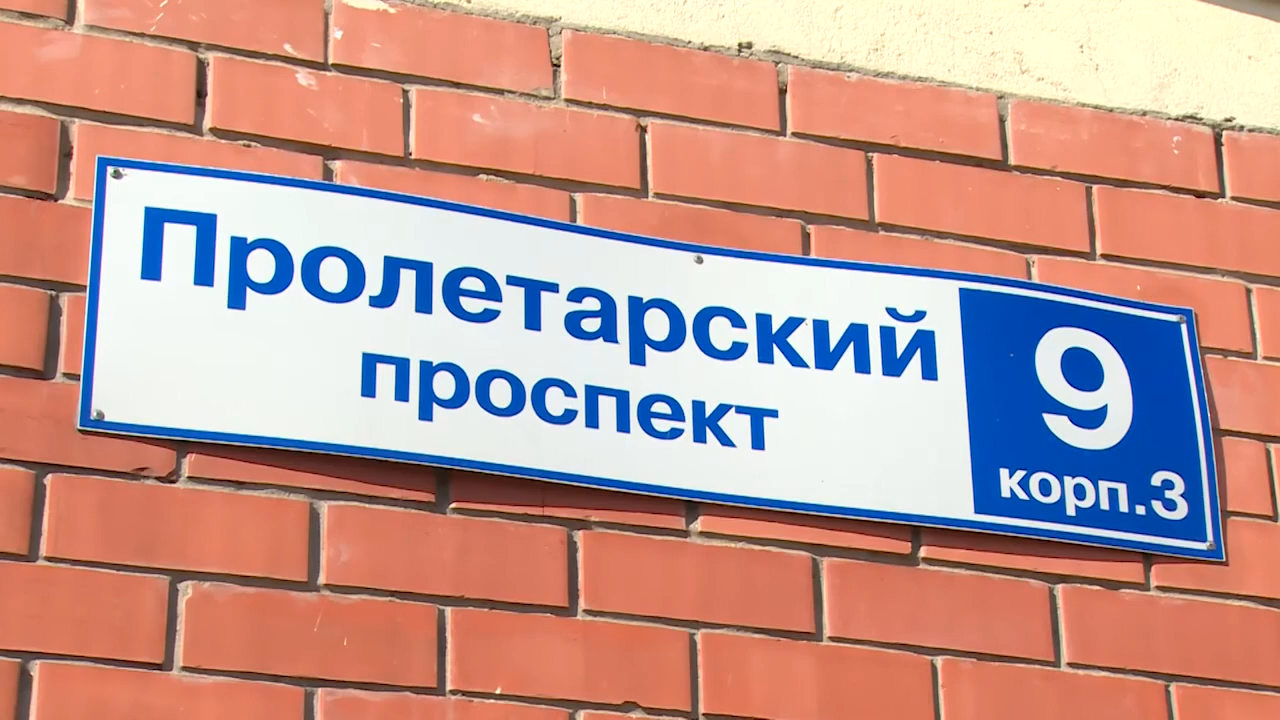 Пролетарский
проспект
9
корп.3